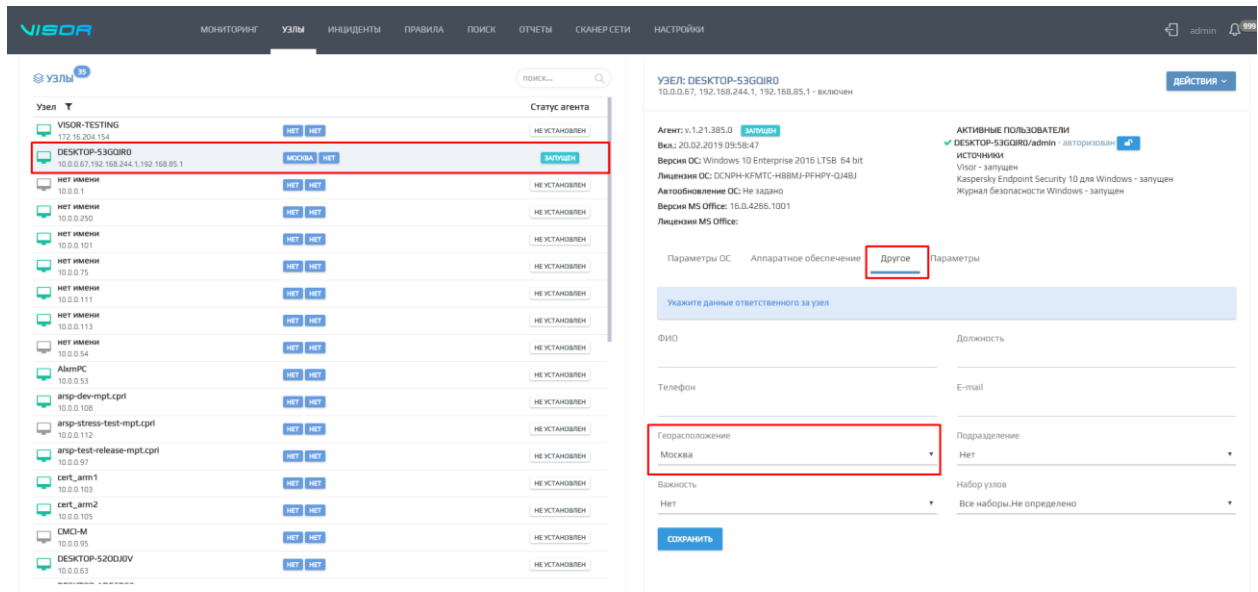 VISOR
МОНИТОРИНГ УЗЛЫ ИНЦИДЕНТЫ ПРАВИЛА ПОИСК ОТЧЕТЫ СКАНЕР СЕТИ НАСТРОЙКИ
admin 999
УЗЛЫ 35
поиск...
Узел Статус агента
VISOR-TESTING
172.16.204.154
НЕТ НЕТ
НЕ УСТАНОВЛЕН
DESKTOP-53GQIR0
10.0.0.67,192.168.244.1,192.168.85.1
МОСКВА НЕТ
ЗАПУЩЕН
нет имени
10.0.0.1
НЕТ НЕТ
НЕ УСТАНОВЛЕН
нет имени
10.0.0.250
НЕТ НЕТ
НЕ УСТАНОВЛЕН
нет имени
10.0.0.101
НЕТ НЕТ
НЕ УСТАНОВЛЕН
нет имени
10.0.0.75
НЕТ НЕТ
НЕ УСТАНОВЛЕН
нет имени
10.0.0.111
НЕТ НЕТ
НЕ УСТАНОВЛЕН
нет имени
10.0.0.113
НЕТ НЕТ
НЕ УСТАНОВЛЕН
нет имени
10.0.0.54
НЕТ НЕТ
НЕ УСТАНОВЛЕН
AlxmPC
10.0.0.53
НЕТ НЕТ
НЕ УСТАНОВЛЕН
arsp-dev-mpt.cpri
10.0.0.108
НЕТ НЕТ
НЕ УСТАНОВЛЕН
arsp-stress-test-mpt.cpri
10.0.0.112
НЕТ НЕТ
НЕ УСТАНОВЛЕН
arsp-test-release-mpt.cpri
10.0.0.97
НЕТ НЕТ
НЕ УСТАНОВЛЕН
cert_arm1
10.0.0.103
НЕТ НЕТ
НЕ УСТАНОВЛЕН
cert_arm2
10.0.0.105
НЕТ НЕТ
НЕ УСТАНОВЛЕН
CMCI-M
10.0.0.95
НЕТ НЕТ
НЕ УСТАНОВЛЕН
DESKTOP-52ODJ0V
10.0.0.63
НЕТ НЕТ
НЕ УСТАНОВЛЕН
УЗЕЛ: DESKTOP-53GQIR0
10.0.0.67, 192.168.244.1, 192.168.85.1 - включен
ДЕЙСТВИЯ
Агент: v.1.21.385.0 ЗАПУЩЕН
Вкл.: 20.02.2019 09:58:47
Версия ОС: Windows 10 Enterprise 2016 LTSB 64 bit
Лицензия ОС: DCNPH-KFMTC-H88MJ-PFHPY-QJ4BJ
Автообновление ОС: Не задано
Версия MS Office: 16.0.4266.1001
Лицензия MS Office:
АКТИВНЫЕ ПОЛЬЗОВАТЕЛИ
DESKTOP-53GQIR0/admin - авторизован
ИСТОЧНИКИ
Visor - запущен
Kaspersky Endpoint Security 10 для Windows - запущен
Журнал безопасности Windows - запущен
Параметры ОС Аппаратное обеспечение Другое Параметры
Укажите данные ответственного за узел
ФИО Должность
Телефон E-mail
Георасположение Подразделение
Москва Нет
Важность Набор узлов
Нет Все наборы.Не определено
СОХРАНИТЬ